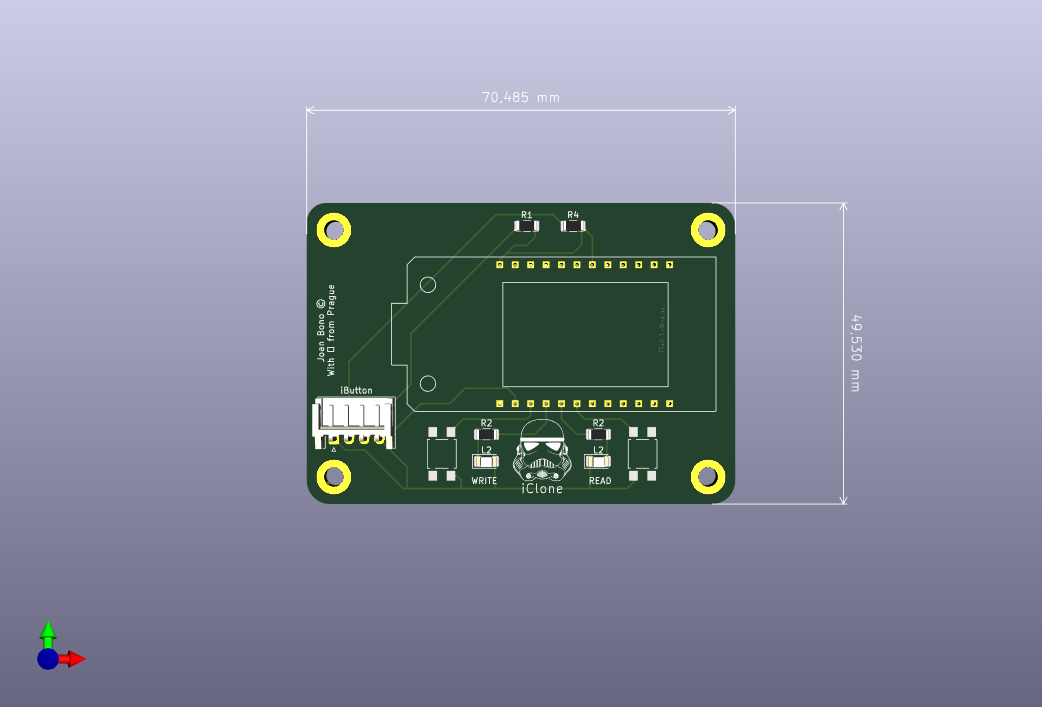 70,485 mm
R1
R4
49,530 mm
Joan Bono ©
With □ from Prague
iButton
R2
R2
L2
L2
WRITE
READ
iClone